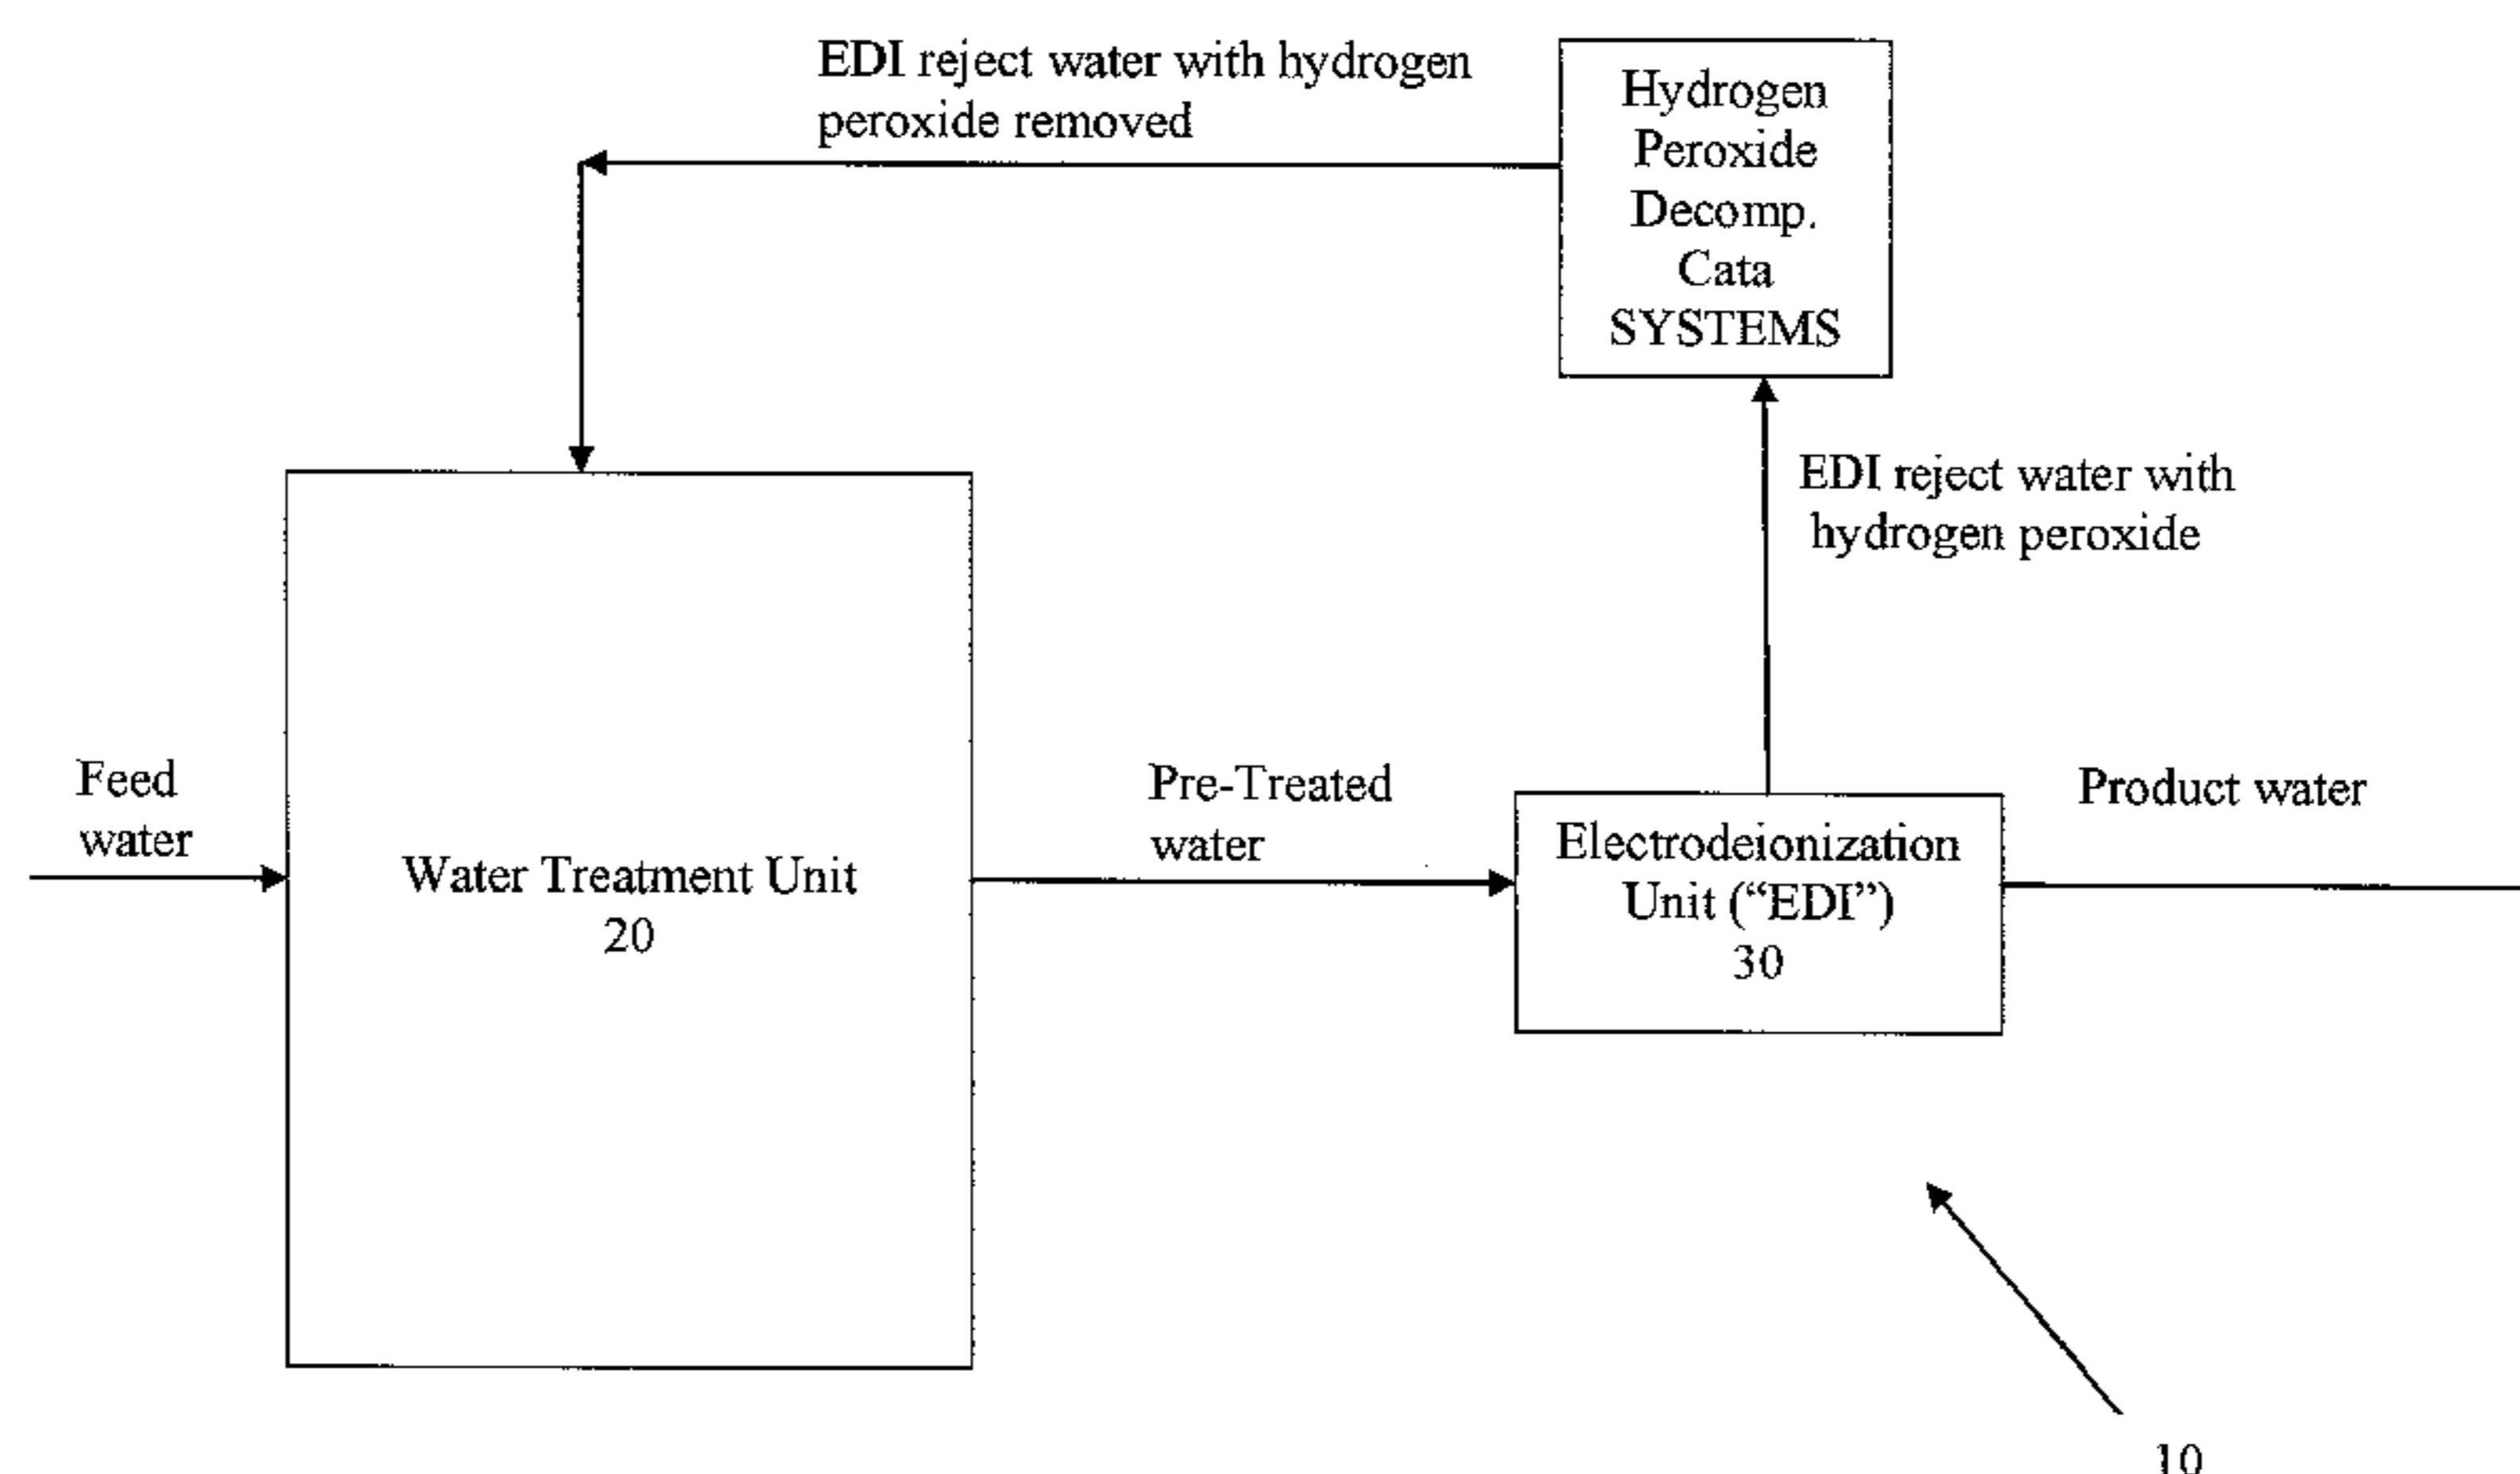 EDI reject water with hydrogen
peroxide removed
Hydrogen
Peroxide
Decomp.
Cata
SYSTEMS
EDI reject water with
hydrogen peroxide
Feed
water
Water Treatment Unit
20
Pre-Treated
water
Electrodeionization
Unit (“EDI”)
30
Product water
10